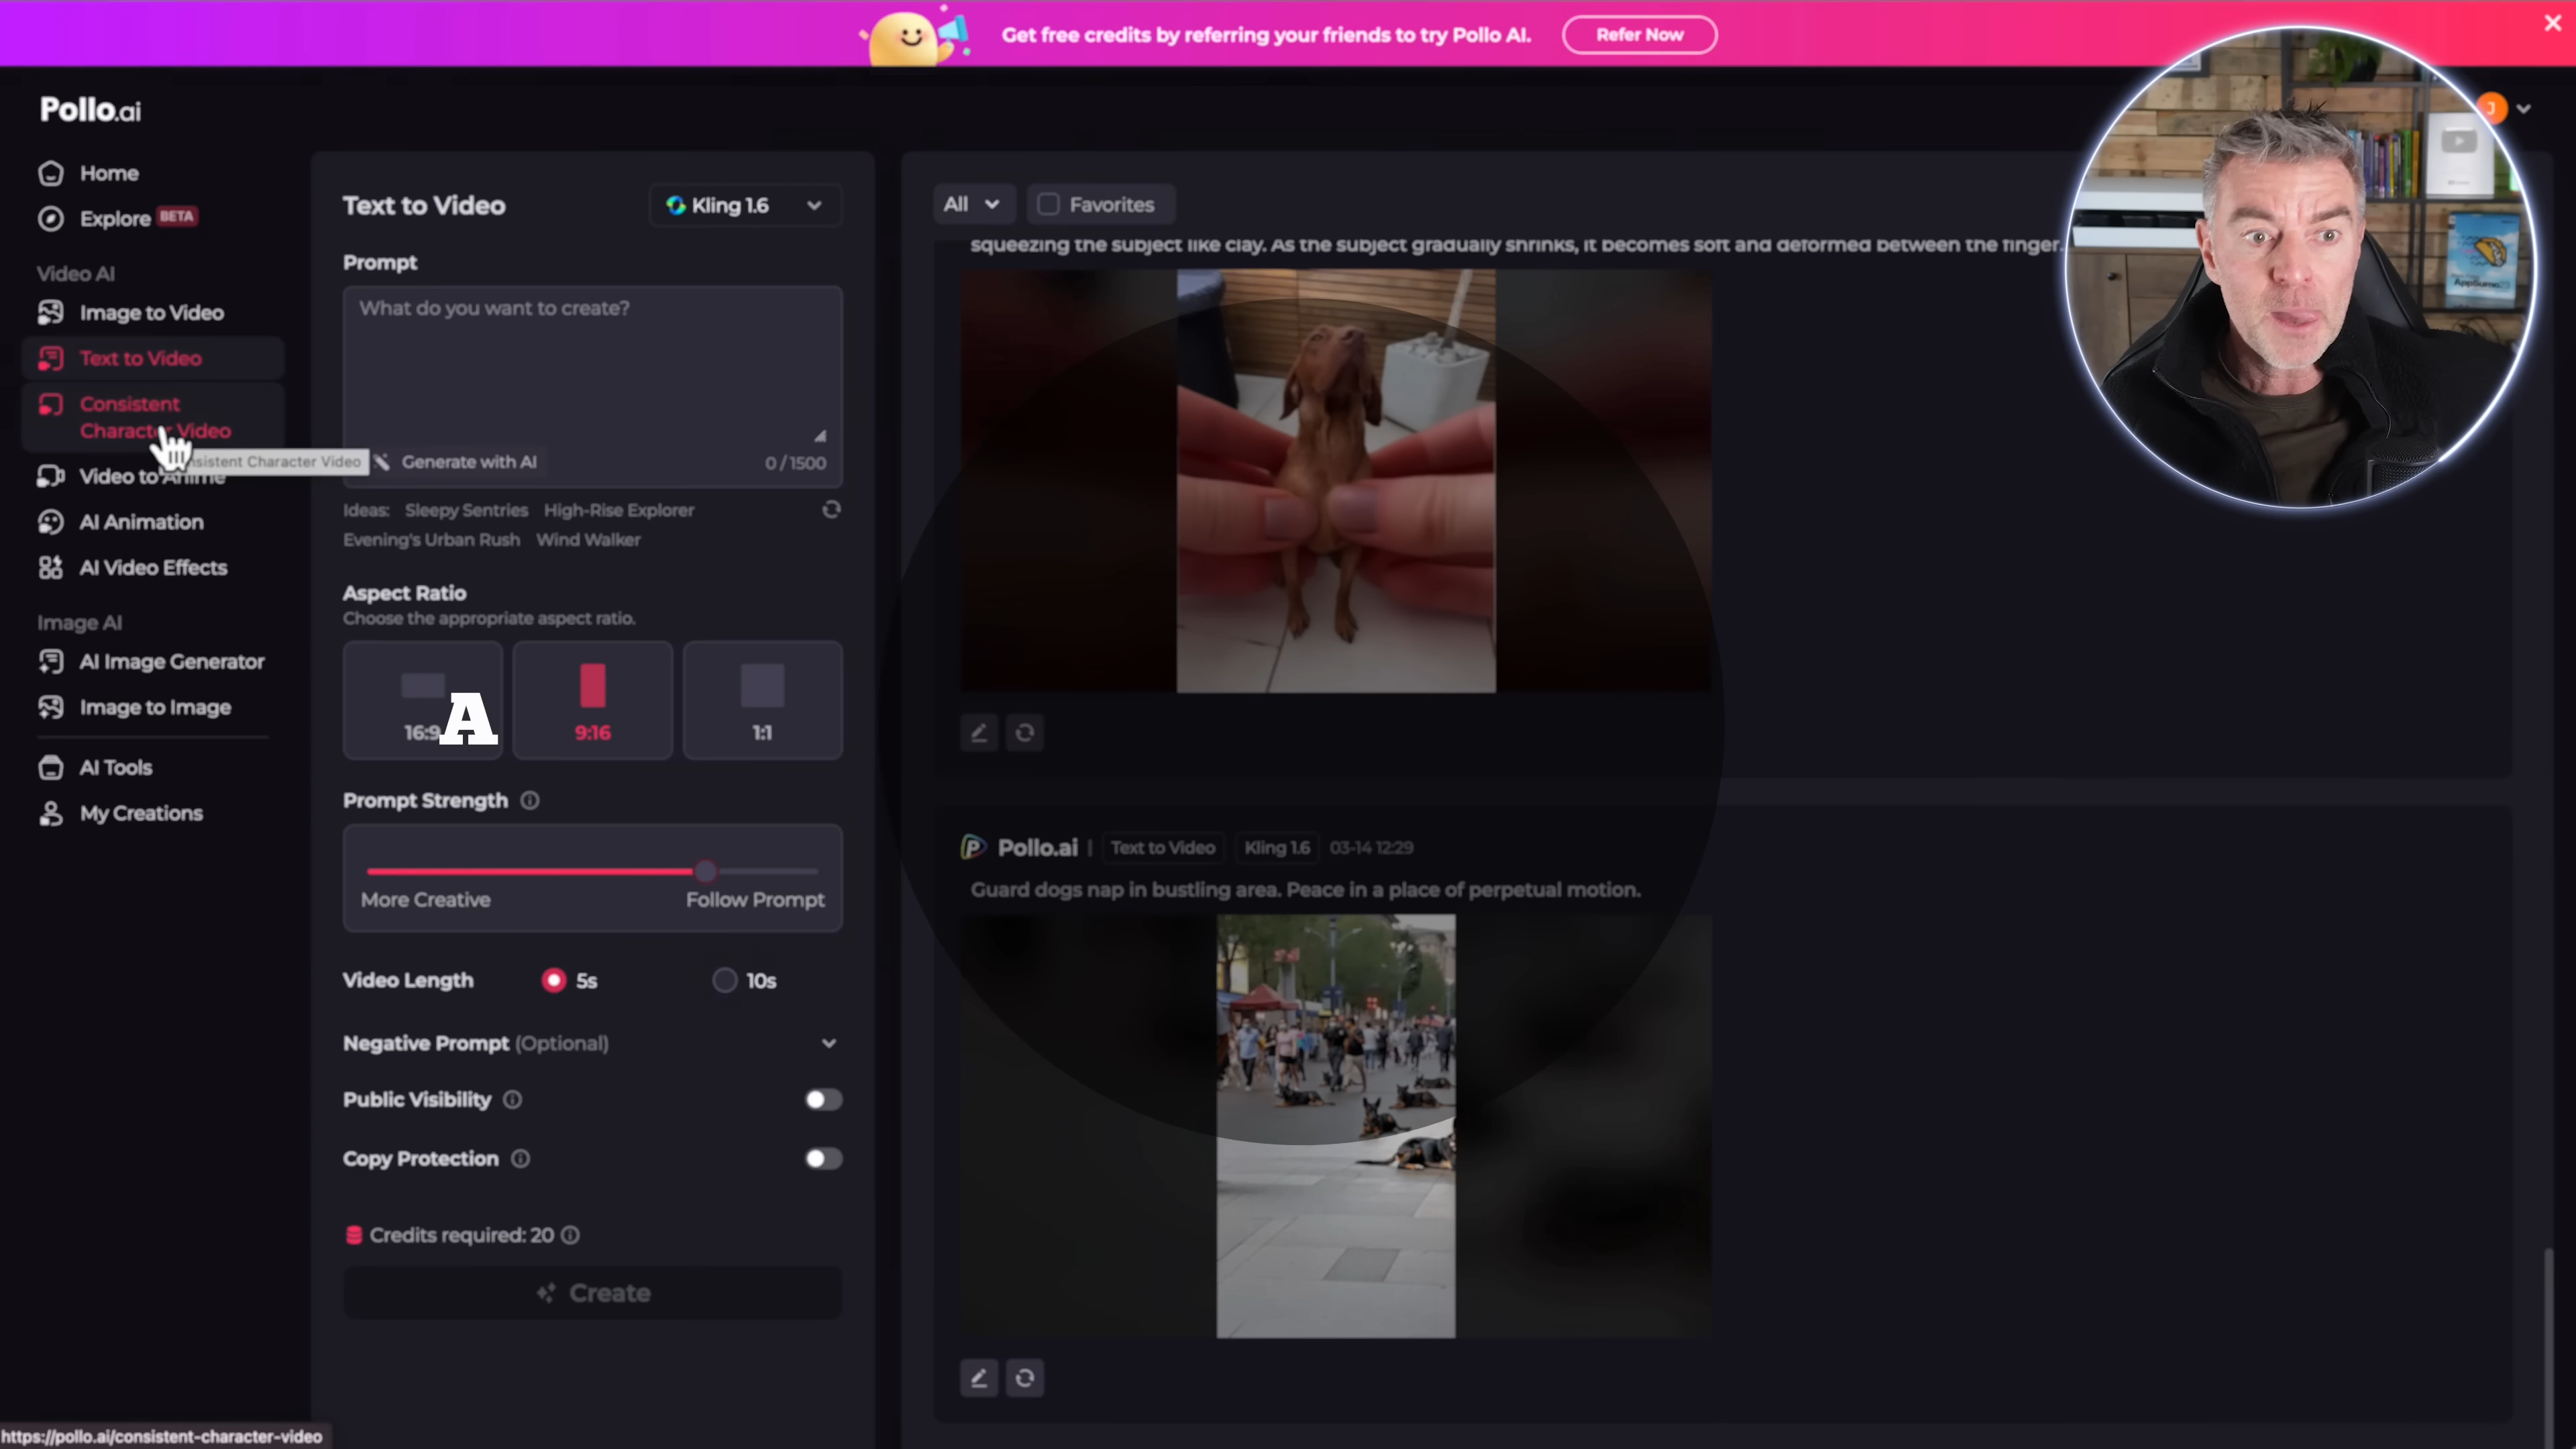 Get free credits by referring your friends to try Pollo AI.
Refer Now
Pollo.ai
J
Home
Explore BETA
Video AI
Image to Video
Text to Video
Consistent
Character Video
Consistent Character Video
Video to Anime
AI Animation
AI Video Effects
Image AI
AI Image Generator
Image to Image
AI Tools
My Creations
Text to Video
Kling 1.6
Prompt
What do you want to create?
Generate with AI
0 / 1500
Ideas: Sleepy Sentries High-Rise Explorer
Evening's Urban Rush Wind Walker
Aspect Ratio
Choose the appropriate aspect ratio.
16:9
A
9:16
1:1
Prompt Strength
More Creative
Follow Prompt
Video Length
5s
10s
Negative Prompt (Optional)
Public Visibility
Copy Protection
Credits required: 20
Create
All
Favorites
squeezing the subject like clay. As the subject gradually shrinks, it becomes soft and deformed between the finger.
Pollo.ai | Text to Video Kling 1.6 03-14 12:29
Guard dogs nap in bustling area. Peace in a place of perpetual motion.
AppSumo
https://pollo.ai/consistent-character-video